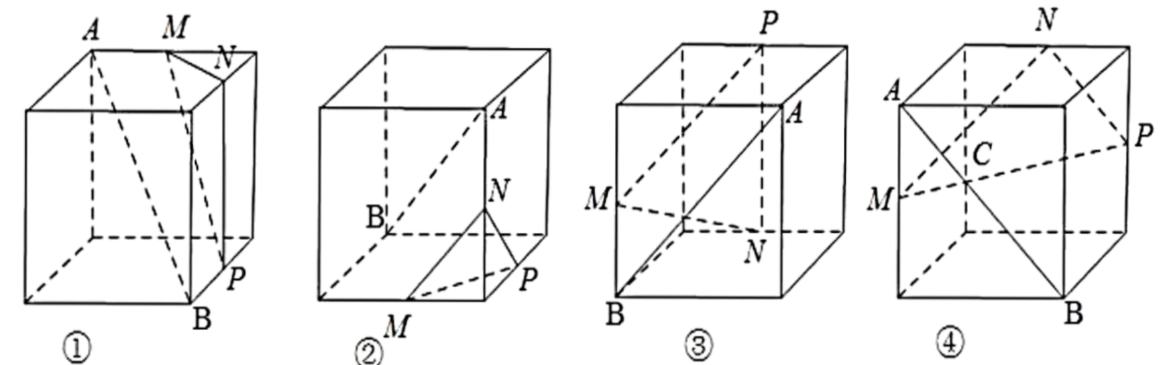 A M N P B
A B N P M
P A M N B
N A C P M B
① ② ③ ④